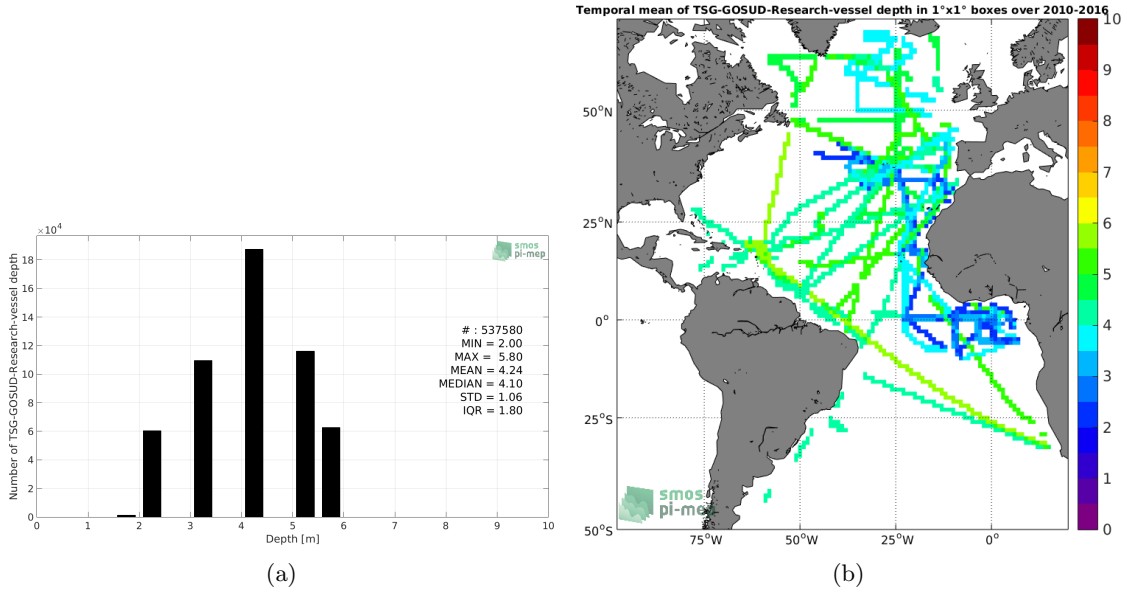 ×10⁴
18
16
14
12
10
8
6
4
2
0
Number of TSG-GOSUD-Research-vessel depth
smos
pi-mep
# : 537580
MIN = 2.00
MAX = 5.80
MEAN = 4.24
MEDIAN = 4.10
STD = 1.06
IQR = 1.80
0 1 2 3 4 5 6 7 8 9 10
Depth [m]
(a)
Temporal mean of TSG-GOSUD-Research-vessel depth in 1°x1° boxes over 2010-2016
50°N
25°N
0°
25°S
50°S
75°W 50°W 25°W 0°
smos
pi-mep
10
9
8
7
6
5
4
3
2
1
0
(b)